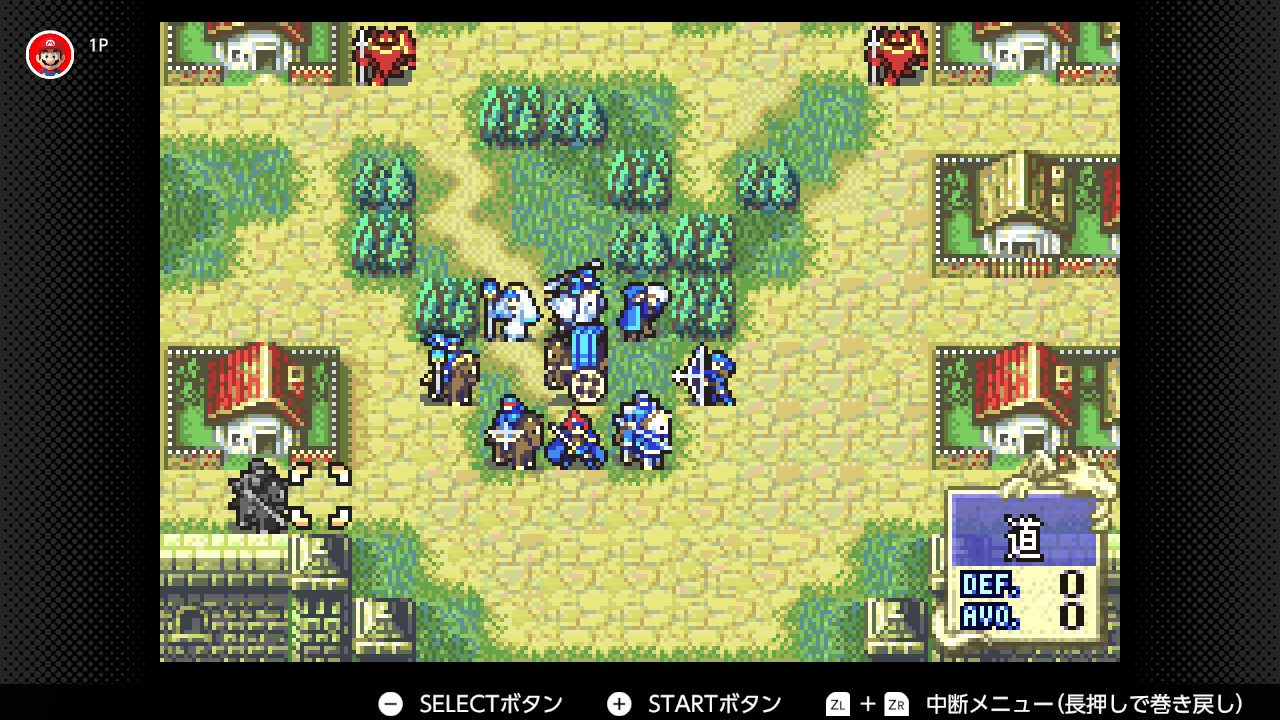 1P
道
DEF. 0
AVO. 0
− SELECTボタン + STARTボタン ZL + ZR 中断メニュー(長押しで巻き戻し)